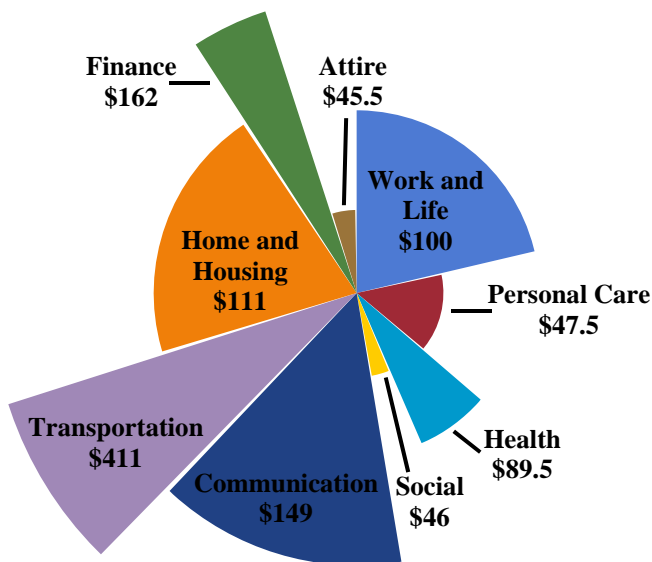 Finance
$162
Attire
$45.5
Work and
Life
$100
Home and
Housing
$111
Personal Care
$47.5
Transportation
$411
Health
$89.5
Communication
$149
Social
$46